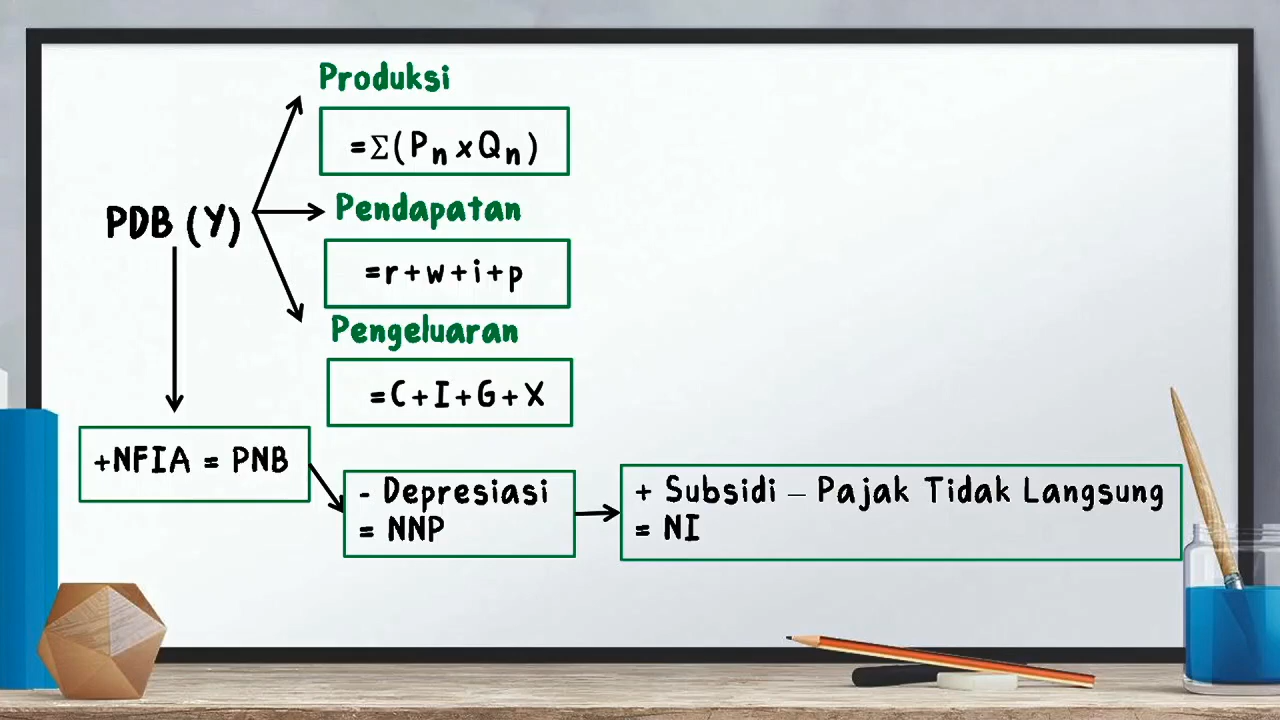 Produksi
=Σ(Pn x Qn)
PDB (Y)
Pendapatan
=r+w+i+p
Pengeluaran
=C+I+G+X
+NFIA = PNB
- Depresiasi
= NNP
+ Subsidi – Pajak Tidak Langsung
= NI